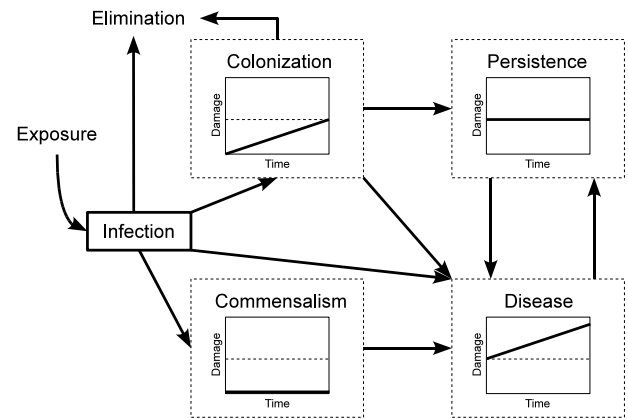 Elimination
Colonization
Damage
Time
Persistence
Damage
Time
Exposure
Infection
Commensalism
Damage
Time
Disease
Damage
Time